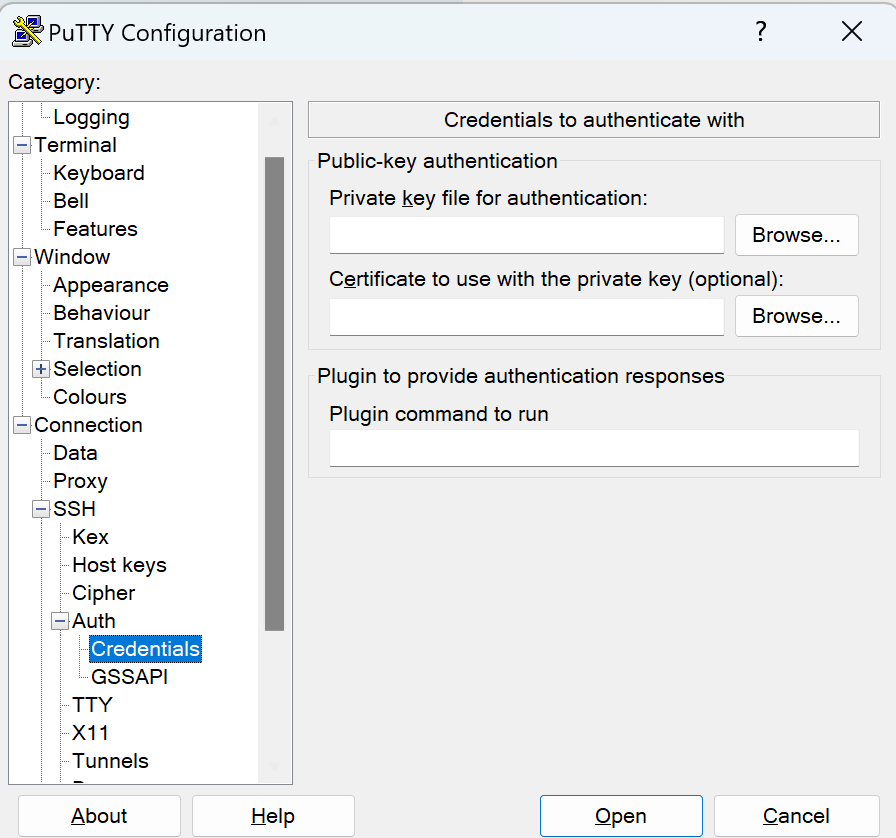 PuTTY Configuration
?
Category:
Logging
Terminal
Keyboard
Bell
Features
Window
Appearance
Behaviour
Translation
Selection
Colours
Connection
Data
Proxy
SSH
Kex
Host keys
Cipher
Auth
Credentials
GSSAPI
TTY
X11
Tunnels
Credentials to authenticate with
Public-key authentication
Private key file for authentication:
Browse...
Certificate to use with the private key (optional):
Browse...
Plugin to provide authentication responses
Plugin command to run
About
Help
Open
Cancel